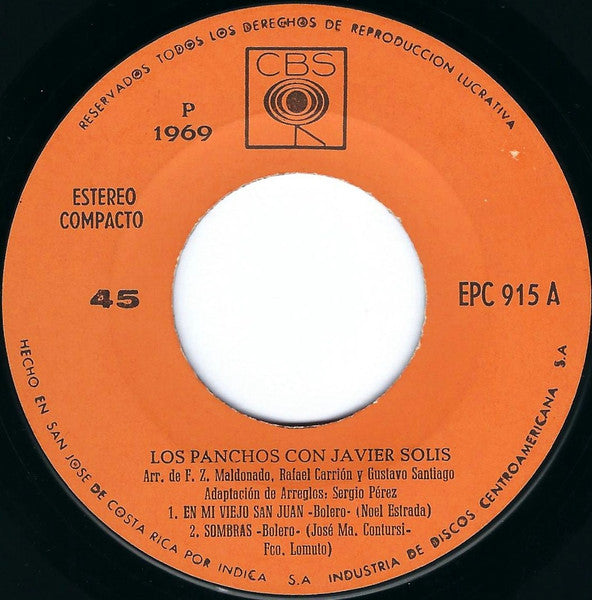 RESERVADOS TODOS LOS DERECHOS DE REPRODUCCION LUCRATIVA
CBS
P
1969
ESTEREO
COMPACTO
45
EPC 915 A
LOS PANCHOS CON JAVIER SOLIS
Arr. de F. Z. Maldonado, Rafael Carrión y Gustavo Santiago
Adaptación de Arreglos: Sergio Pérez
1. EN MI VIEJO SAN JUAN -Bolero- (Noel Estrada)
2. SOMBRAS -Bolero- (José Ma. Contursi-
Fco. Lomuto)
HECHO EN SAN JOSE DE COSTA RICA POR INDICA S.A INDUSTRIA DE DISCOS CENTROAMERICANA S.A